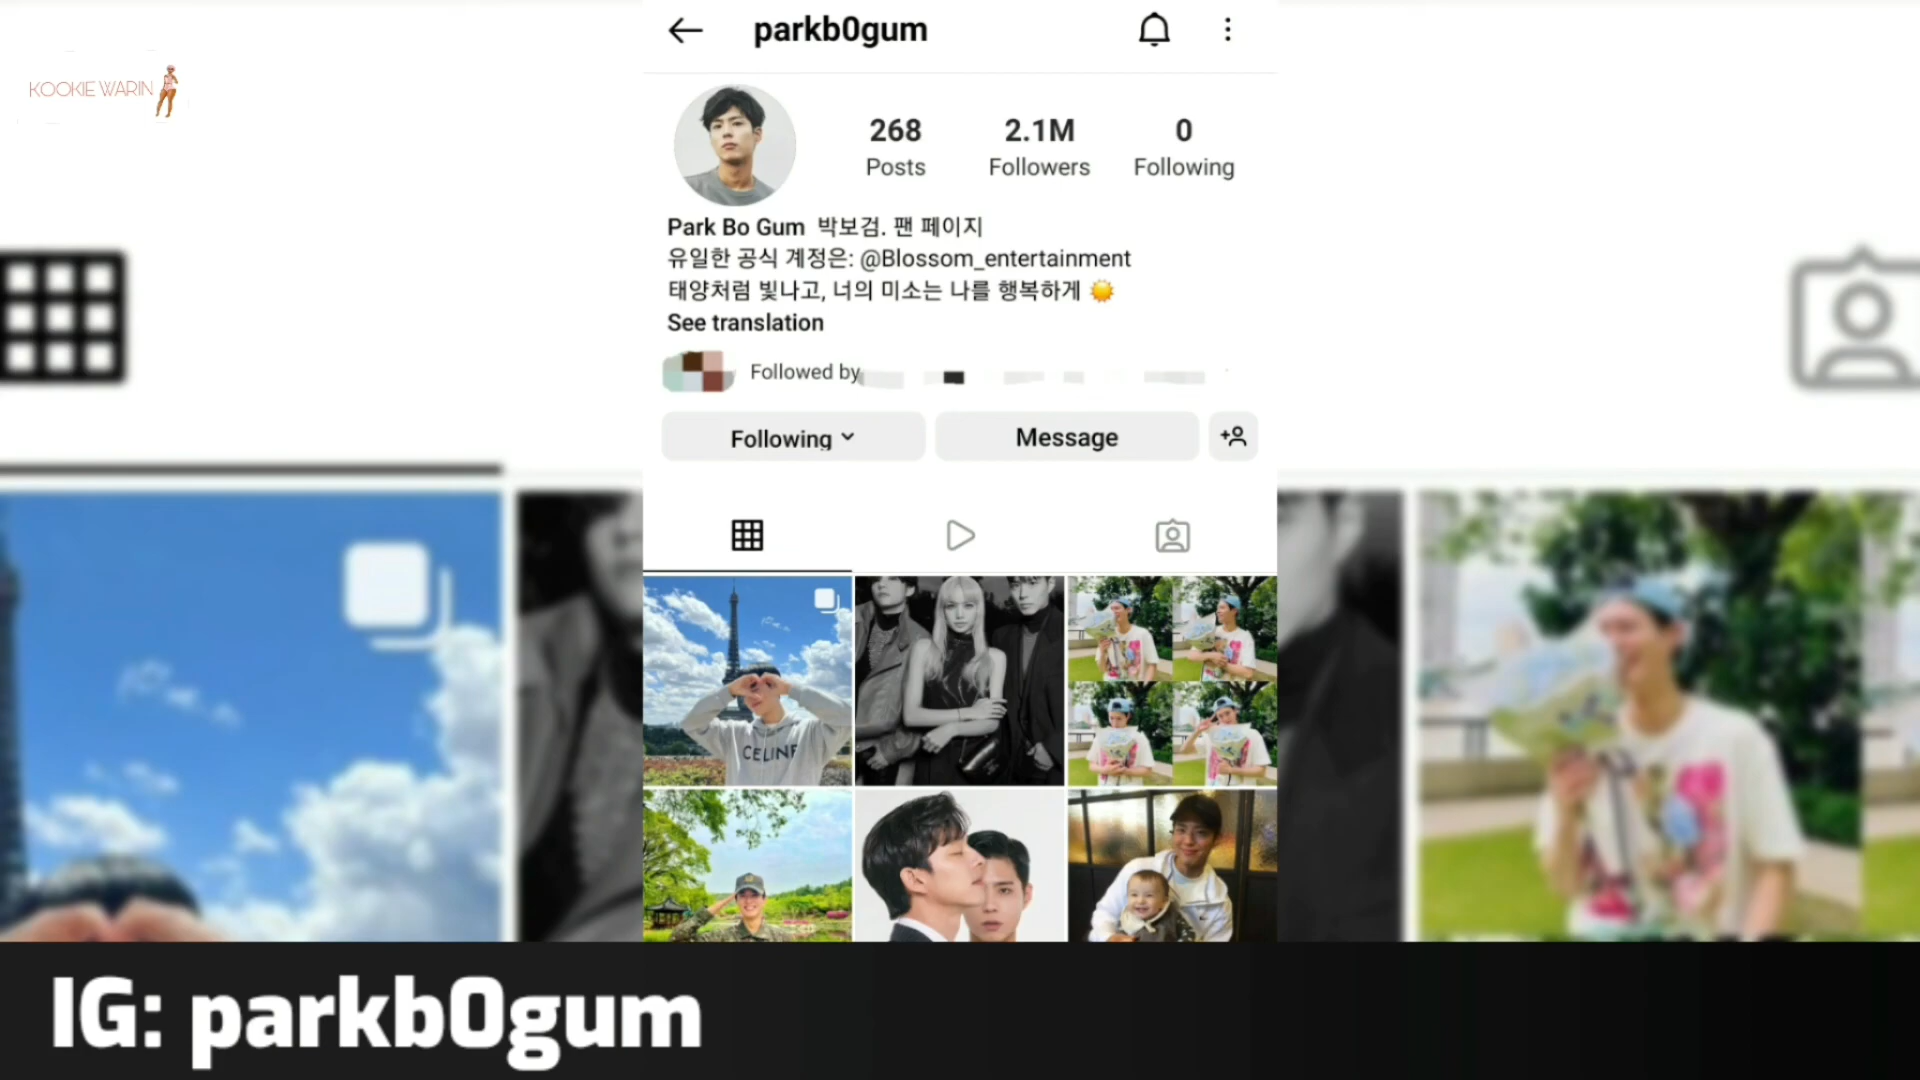 parkb0gum
KOOKIE WARIN
268
Posts
2.1M
Followers
0
Following
Park Bo Gum 박보검. 팬 페이지
유일한 공식 계정은: @Blossom_entertainment
태양처럼 빛나고, 너의 미소는 나를 행복하게
See translation
Followed by
Following
Message
CELINE
IG: parkb0gum